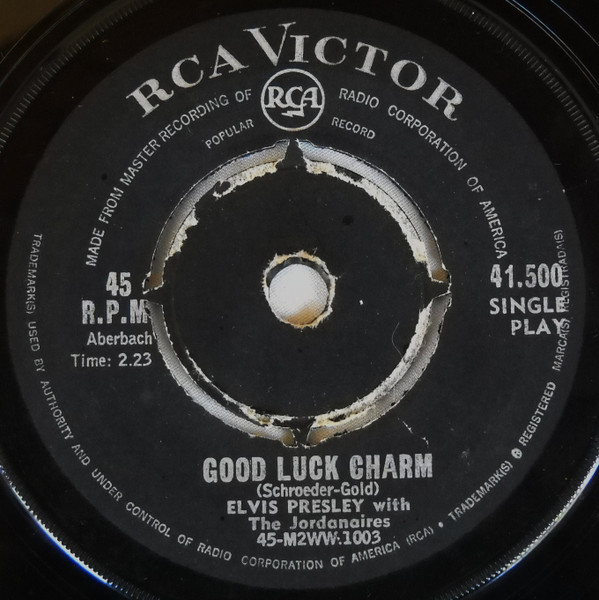 RCA VICTOR
RCA
MADE FROM MASTER RECORDING OF RADIO CORPORATION OF AMERICA
POPULAR RECORD
45
R.P.M
Aberbach
Time: 2.23
41.500
SINGLE
PLAY
GOOD LUCK CHARM
(Schroeder-Gold)
ELVIS PRESLEY with
The Jordanaires
45-M2WW.1003
TRADEMARK(S) USED BY AUTHORITY AND UNDER CONTROL OF RADIO CORPORATION OF AMERICA (RCA) • TRADEMARK(S) ® REGISTERED MARCA(S) REGISTRADA(S)